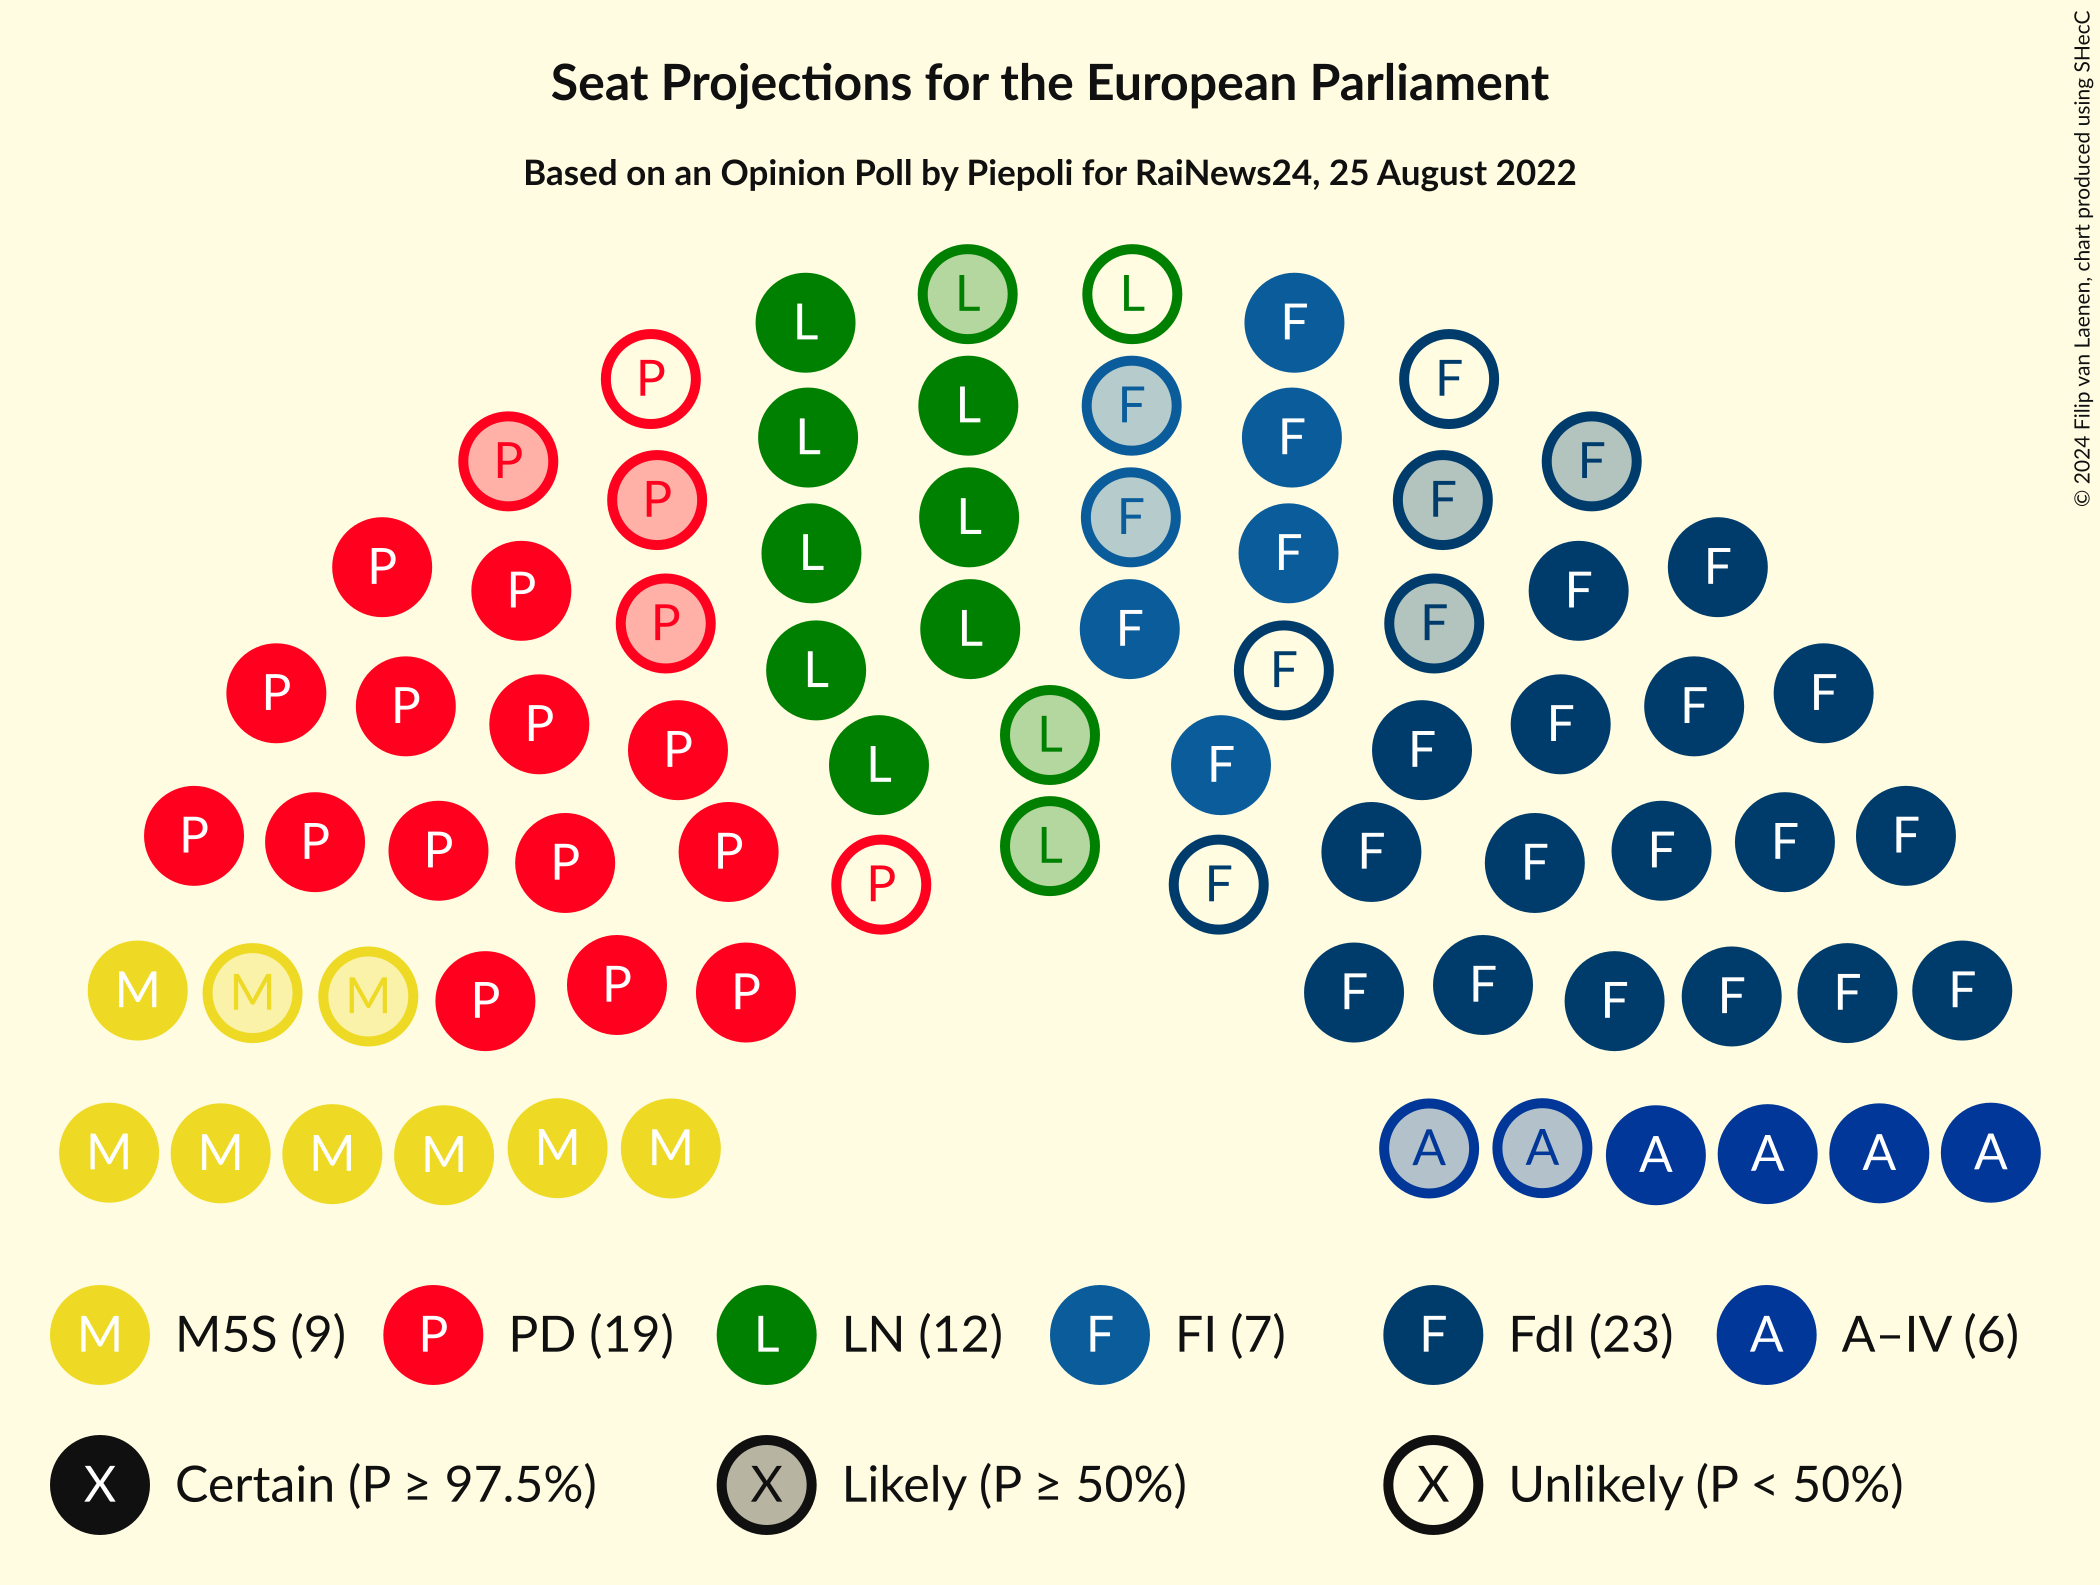 Seat Projections for the European Parliament
Based on an Opinion Poll by Piepoli for RaiNews24, 25 August 2022
© 2024 Filip van Laenen, chart produced using SHecC
L L
L F
P F
L F
P F
L F
P F
L F
P F
L F
P F
P F
L F
P F
L F
P F
P F
P F
P F
L
P F
L F
P F
P F
L
P F
P F
P F
P F
P F
M F
M F
M F
P F
P F
P F
M M M M M M A A A A A A
M M5S (9) P PD (19) L LN (12) F FI (7) F FdI (23) A A–IV (6)
X Certain (P ≥ 97.5%) X Likely (P ≥ 50%) X Unlikely (P < 50%)